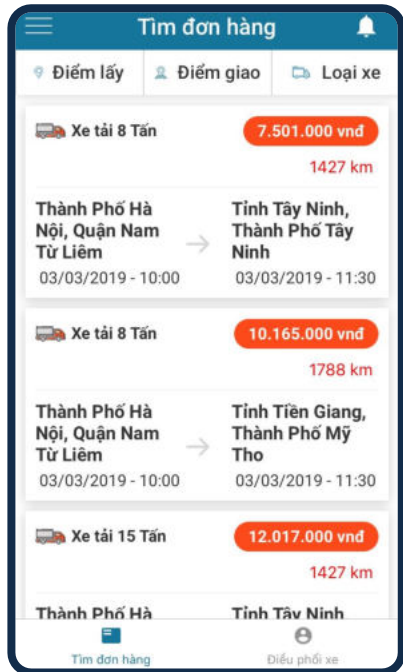 Tìm đơn hàng
Điểm lấy
Điểm giao
Loại xe
Xe tải 8 Tấn
7.501.000 vnđ
1427 km
Thành Phố Hà
Nội, Quận Nam
Từ Liêm
03/03/2019 - 10:00
Tỉnh Tây Ninh,
Thành Phố Tây
Ninh
03/03/2019 - 11:30
Xe tải 8 Tấn
10.165.000 vnđ
1788 km
Thành Phố Hà
Nội, Quận Nam
Từ Liêm
03/03/2019 - 10:00
Tỉnh Tiền Giang,
Thành Phố Mỹ
Tho
03/03/2019 - 11:30
Xe tải 15 Tấn
12.017.000 vnđ
1427 km
Thành Phố Hà
Tỉnh Tây Ninh
Tìm đơn hàng
Điều phối xe